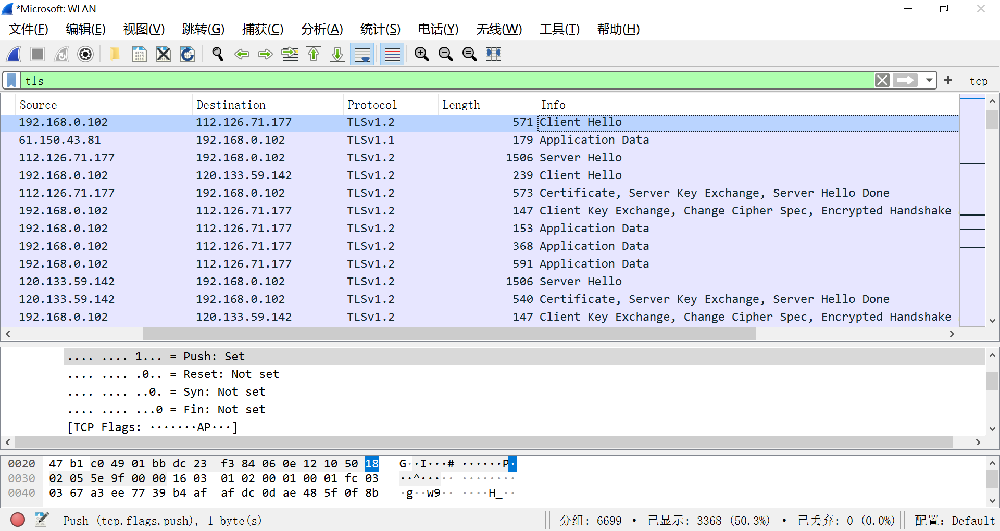 *Microsoft: WLAN
文件(F) 编辑(E) 视图(V) 跳转(G) 捕获(C) 分析(A) 统计(S) 电话(Y) 无线(W) 工具(T) 帮助(H)
tls tcp
Source Destination Protocol Length Info
192.168.0.102 112.126.71.177 TLSv1.2 571 Client Hello
61.150.43.81 192.168.0.102 TLSv1.1 179 Application Data
112.126.71.177 192.168.0.102 TLSv1.2 1506 Server Hello
192.168.0.102 120.133.59.142 TLSv1.2 239 Client Hello
112.126.71.177 192.168.0.102 TLSv1.2 573 Certificate, Server Key Exchange, Server Hello Done
192.168.0.102 112.126.71.177 TLSv1.2 147 Client Key Exchange, Change Cipher Spec, Encrypted Handshake
192.168.0.102 112.126.71.177 TLSv1.2 153 Application Data
192.168.0.102 112.126.71.177 TLSv1.2 368 Application Data
192.168.0.102 112.126.71.177 TLSv1.2 591 Application Data
120.133.59.142 192.168.0.102 TLSv1.2 1506 Server Hello
120.133.59.142 192.168.0.102 TLSv1.2 540 Certificate, Server Key Exchange, Server Hello Done
192.168.0.102 120.133.59.142 TLSv1.2 147 Client Key Exchange, Change Cipher Spec, Encrypted Handshake
.... .... 1... = Push: Set
.... .... .0.. = Reset: Not set
.... .... ..0. = Syn: Not set
.... .... ...0 = Fin: Not set
[TCP Flags: ·······AP···]
0020 47 b1 c0 49 01 bb dc 23 f3 84 06 0e 12 10 50 18 G··I···# ······P·
0030 02 05 5e 9f 00 00 16 03 01 02 00 01 00 01 fc 03 ··^····· ········
0040 03 67 a3 ee 77 39 b4 af af dc 0d ae 48 5f 0f 8b ·g··w9·· ····H_··
Push (tcp.flags.push), 1 byte(s) 分组: 6699 · 已显示: 3368 (50.3%) · 已丢弃: 0 (0.0%) 配置: Default